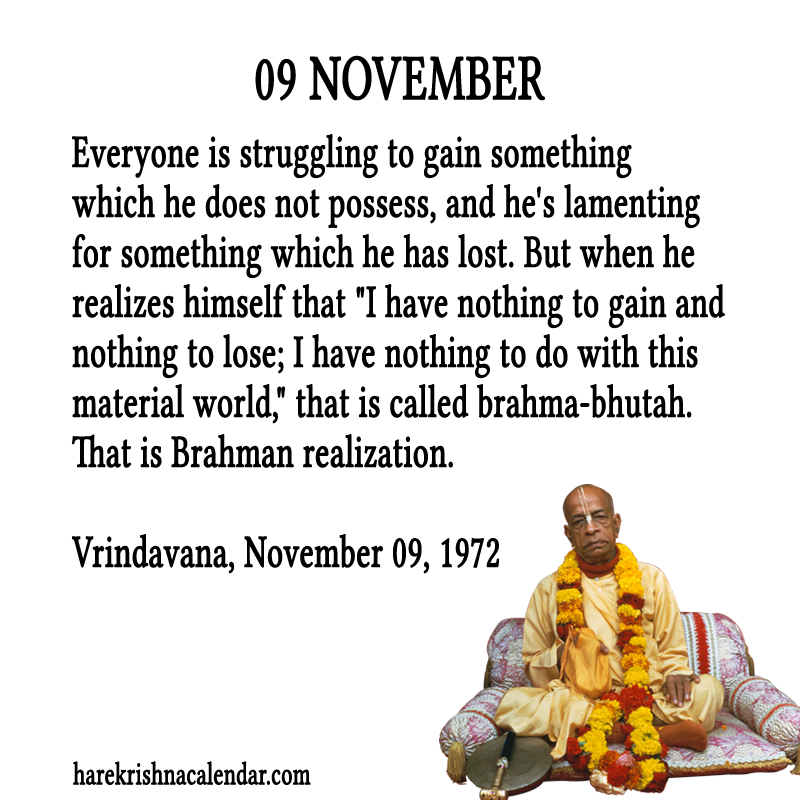 09 NOVEMBER
Everyone is struggling to gain something
which he does not possess, and he's lamenting
for something which he has lost. But when he
realizes himself that "I have nothing to gain and
nothing to lose; I have nothing to do with this
material world," that is called brahma-bhutah.
That is Brahman realization.
Vrindavana, November 09, 1972
harekrishnacalendar.com